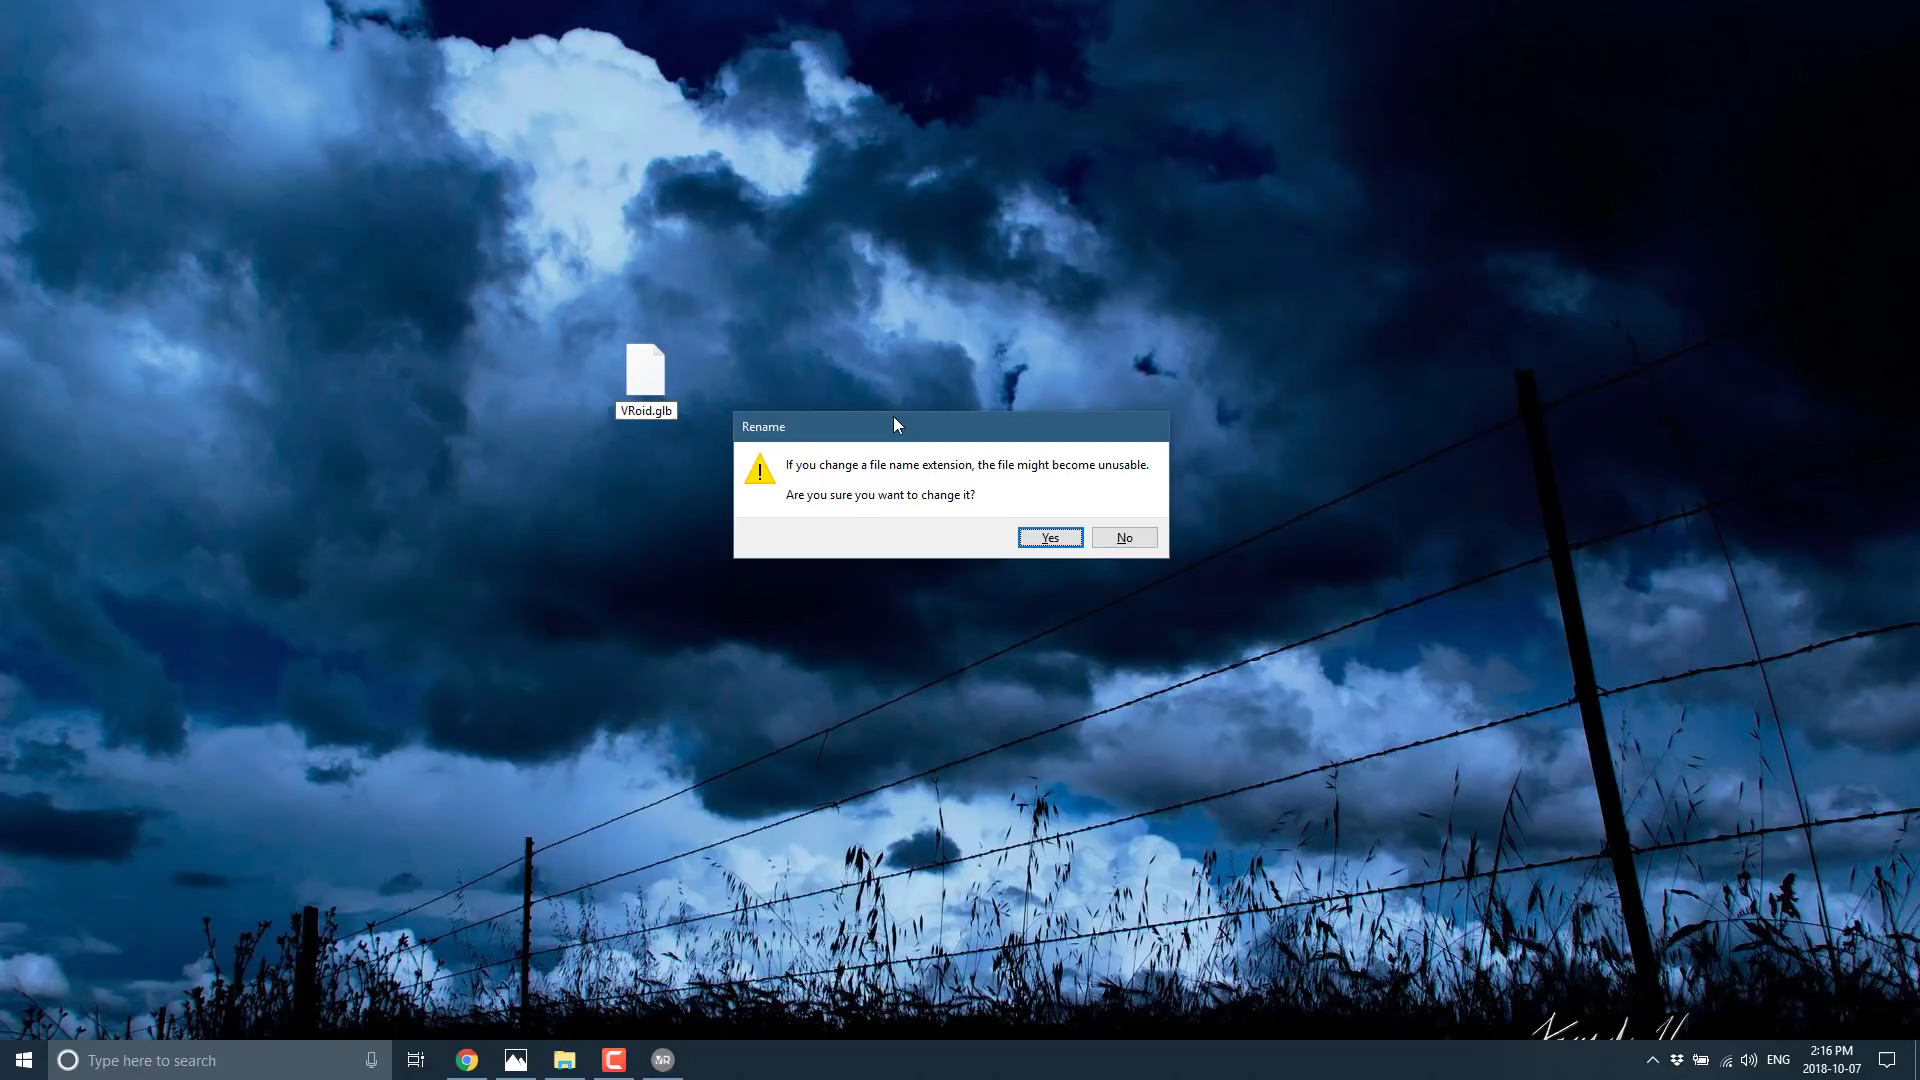 VRoid.glb
Rename
If you change a file name extension, the file might become unusable.
Are you sure you want to change it?
Yes
No
Type here to search
ENG
2:16 PM
2018-10-07